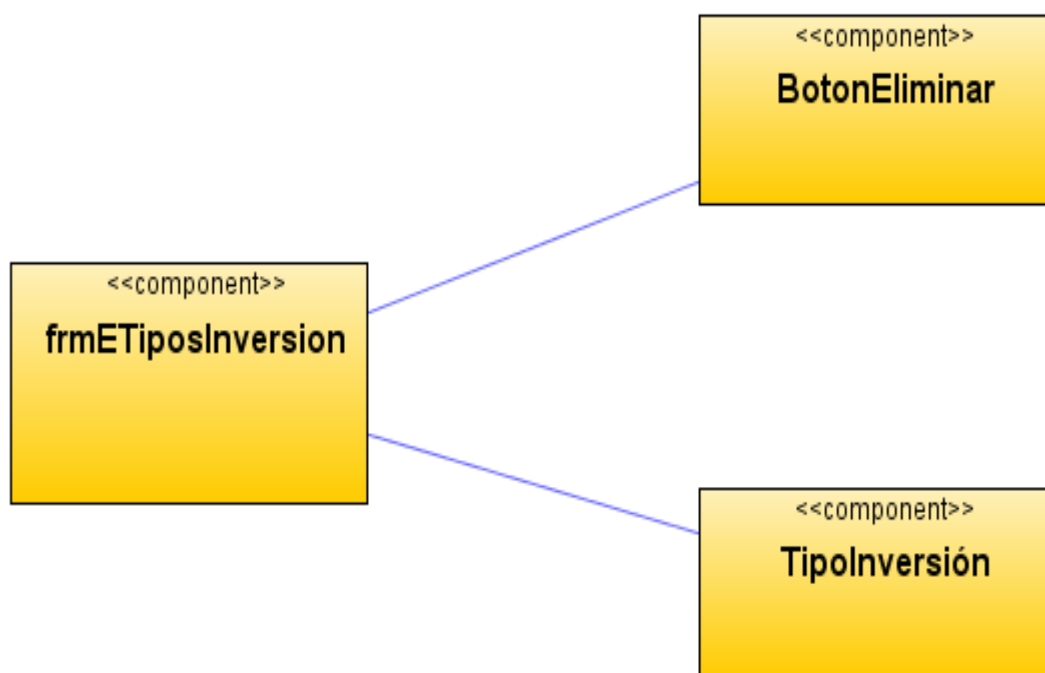 <<component>>
BotonEliminar
<<component>>
frmETiposInversion
<<component>>
TipoInversión